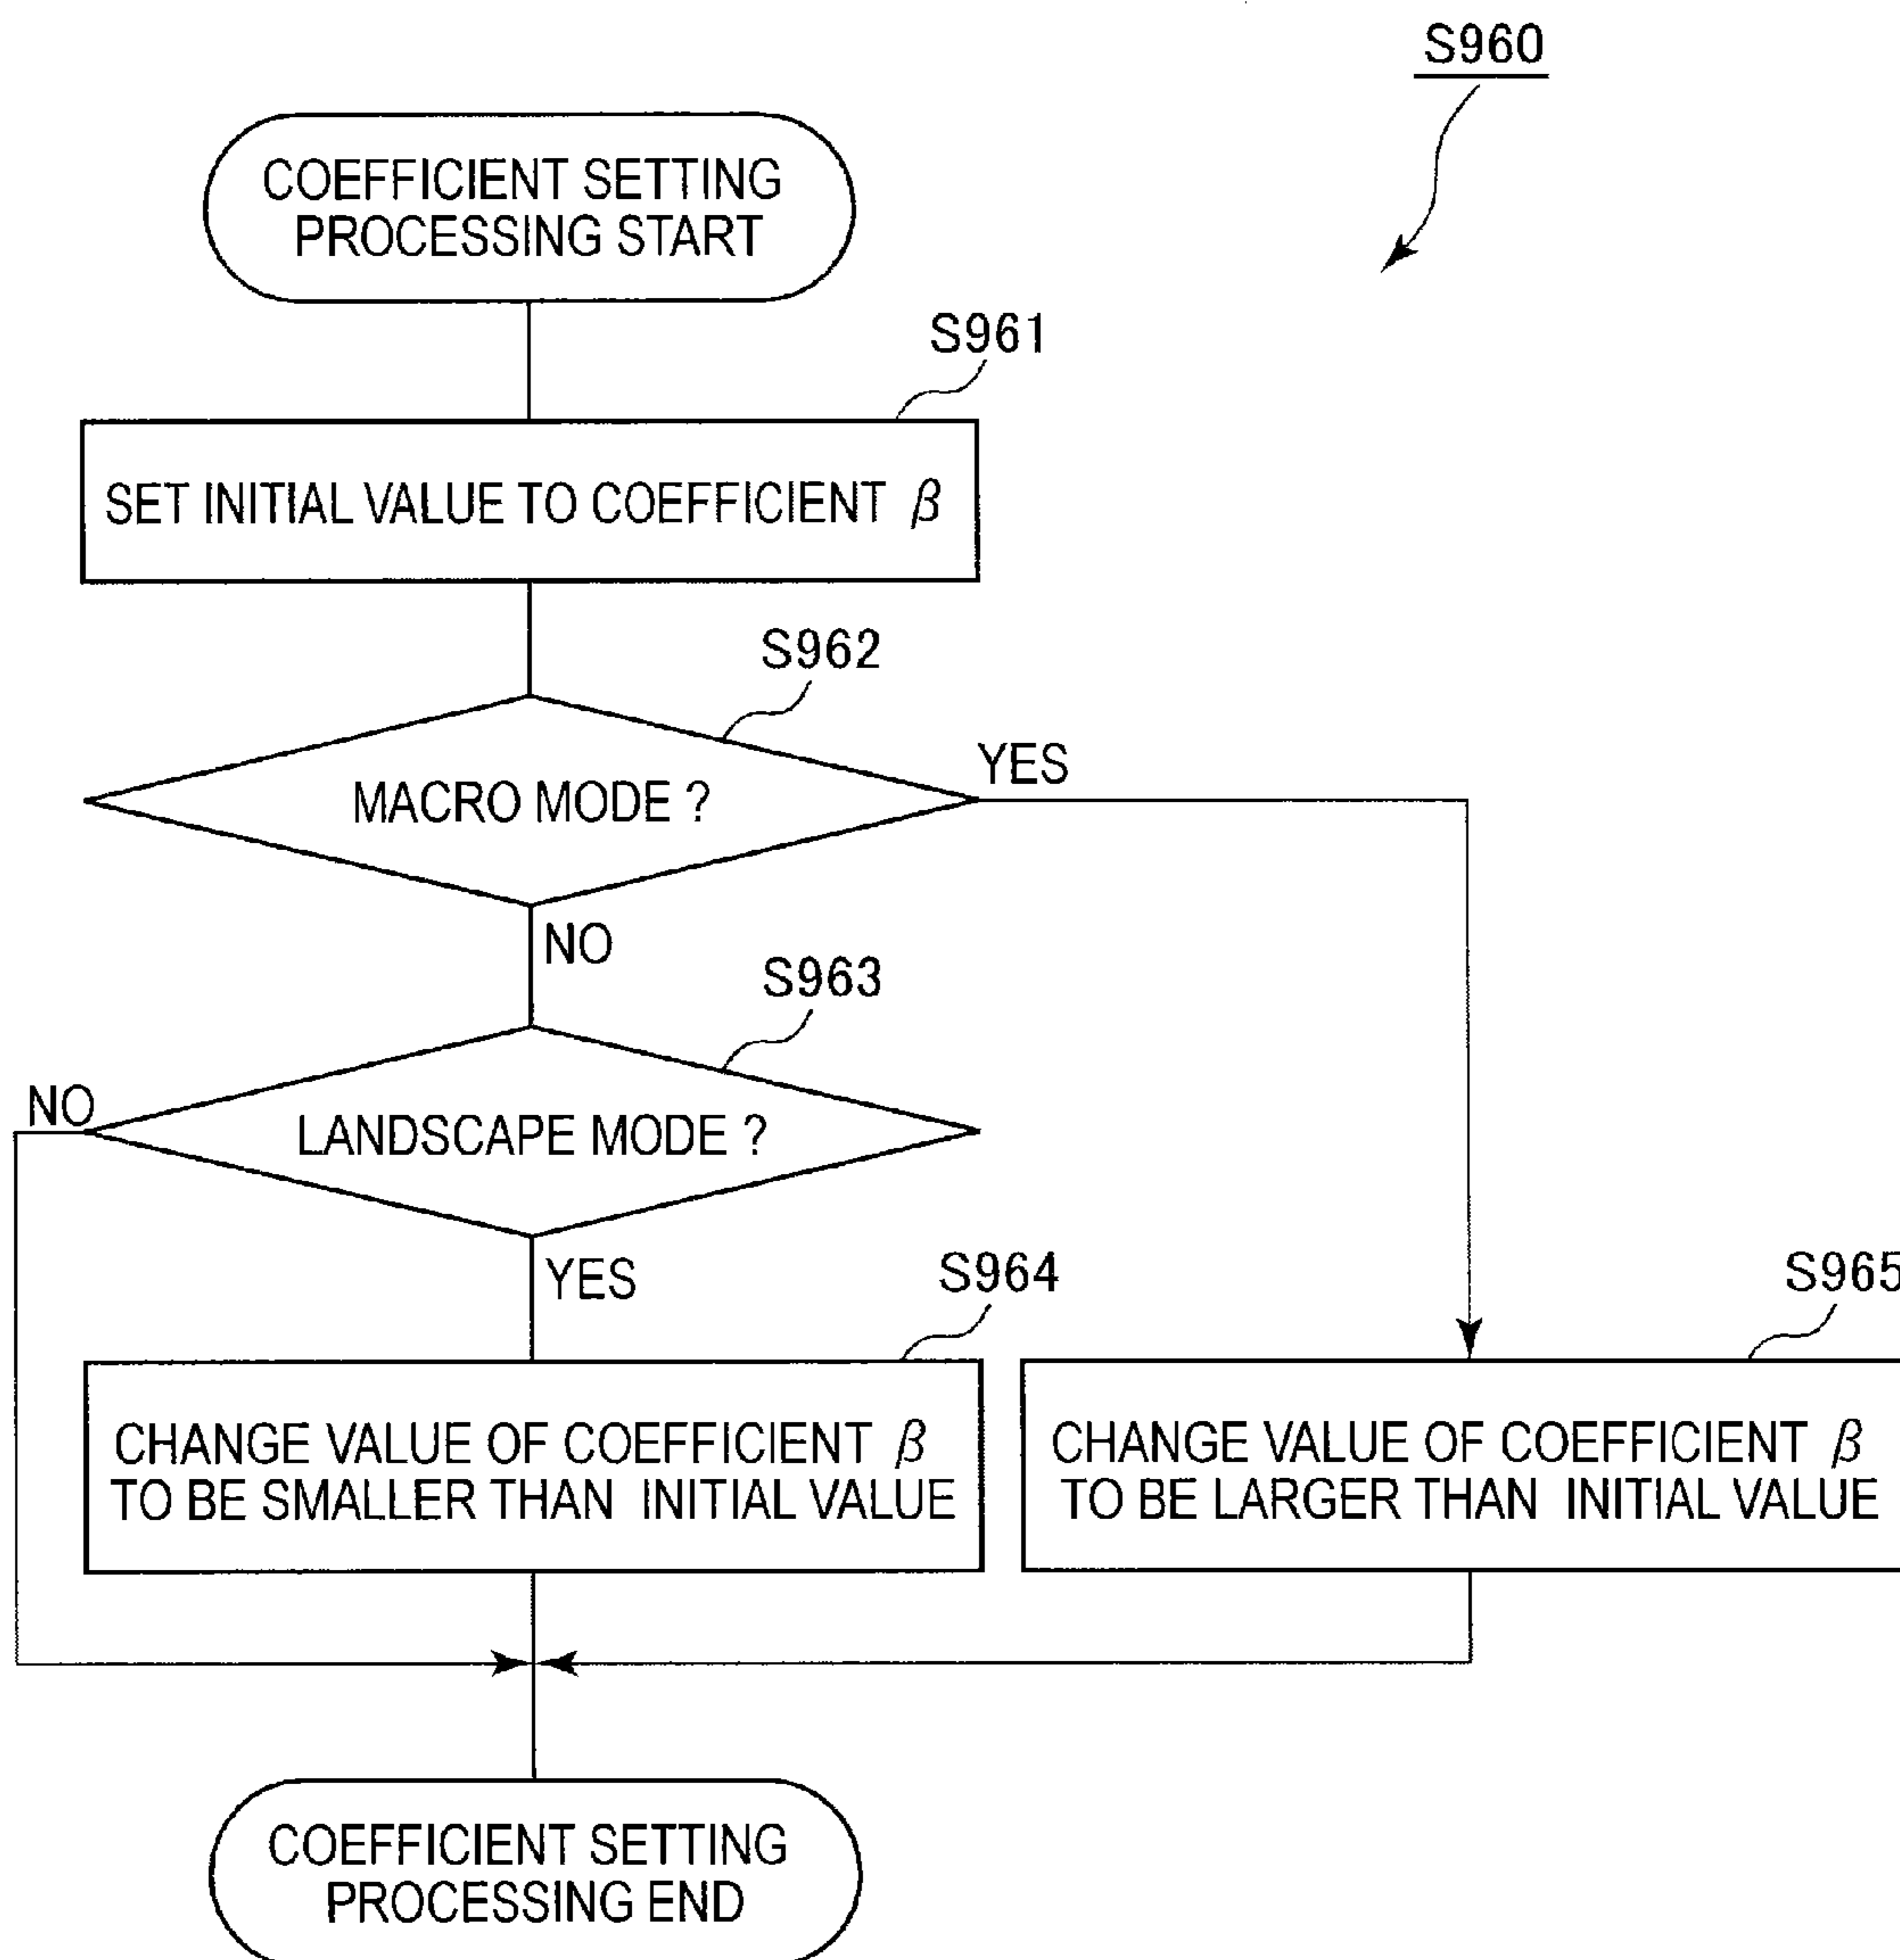 S960
COEFFICIENT SETTING
PROCESSING START
S961
SET INITIAL VALUE TO COEFFICIENT β
S962
MACRO MODE ?
YES
NO
S963
LANDSCAPE MODE ?
NO
YES
S964
CHANGE VALUE OF COEFFICIENT β
TO BE SMALLER THAN INITIAL VALUE
S965
CHANGE VALUE OF COEFFICIENT β
TO BE LARGER THAN INITIAL VALUE
COEFFICIENT SETTING
PROCESSING END